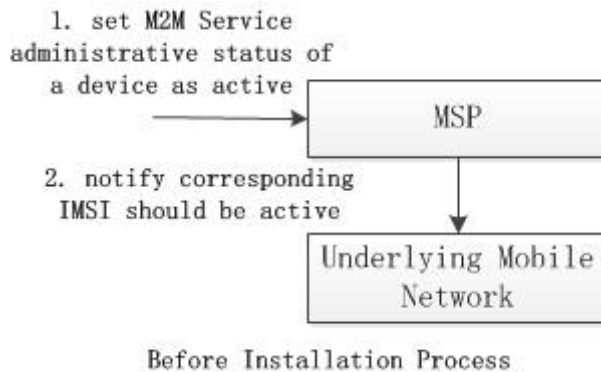 1. set M2M Service
administrative status of
a device as active
MSP
2. notify corresponding
IMSI should be active
Underlying Mobile
Network
Before Installation Process